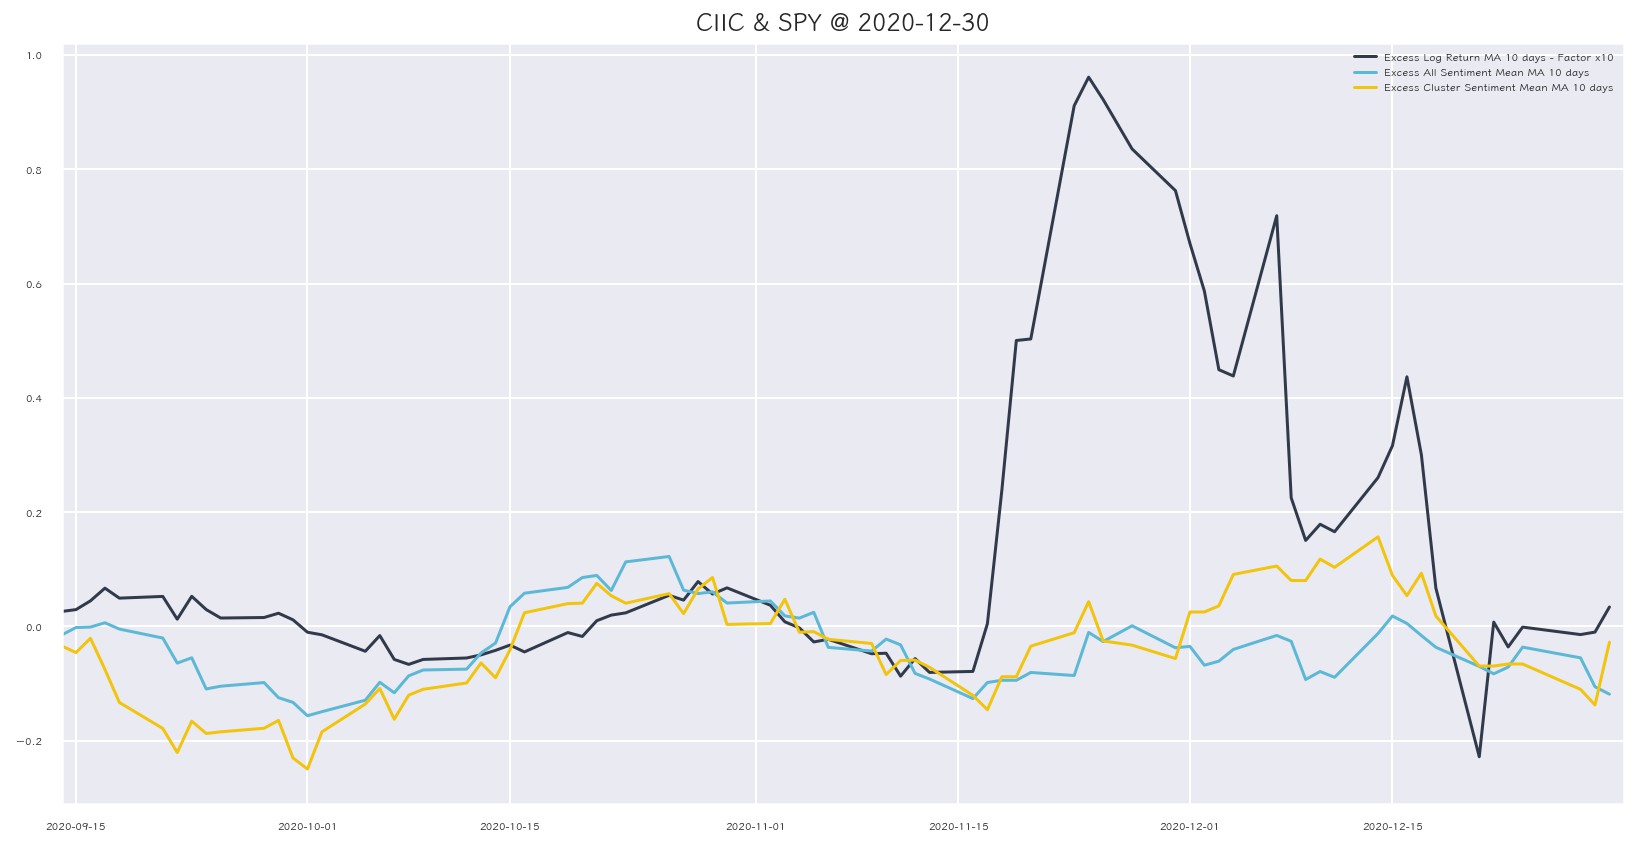 CIIC & SPY @ 2020-12-30
Excess Log Return MA 10 days - Factor x10
Excess All Sentiment Mean MA 10 days
Excess Cluster Sentiment Mean MA 10 days
1.0
0.8
0.6
0.4
0.2
0.0
−0.2
2020-09-15 2020-10-01 2020-10-15 2020-11-01 2020-11-15 2020-12-01 2020-12-15